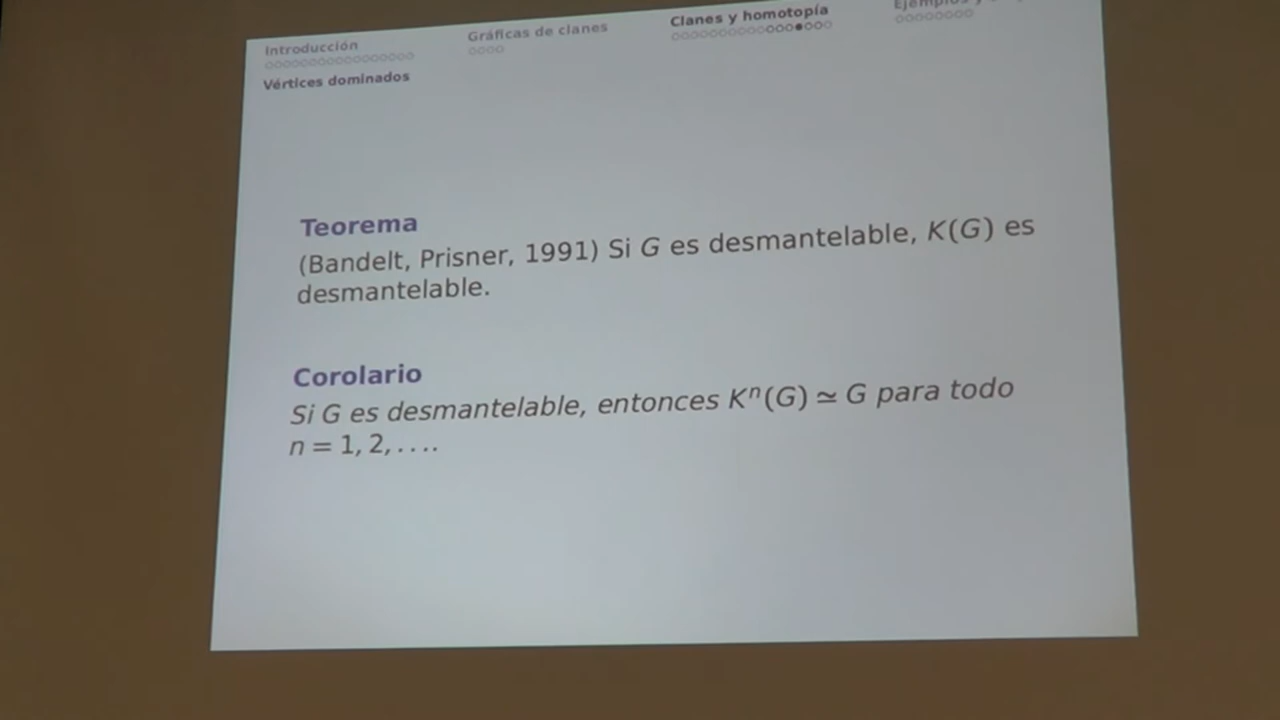 Introducción
Gráficas de clanes
Clanes y homotopía
Vértices dominados
Teorema
(Bandelt, Prisner, 1991) Si G es desmantelable, K(G) es
desmantelable.
Corolario
Si G es desmantelable, entonces Kⁿ(G) ≃ G para todo
n = 1, 2, . . . .